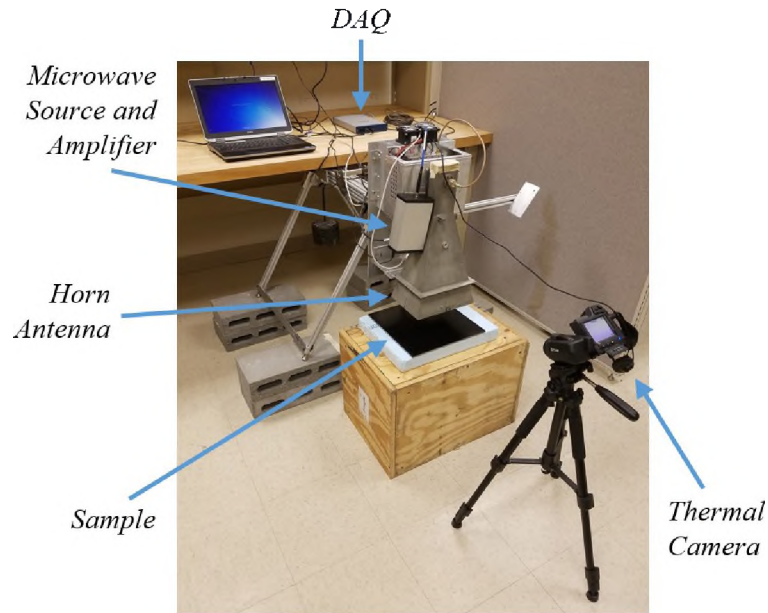 DAQ
Microwave
Source and
Amplifier
Horn
Antenna
Sample
Thermal
Camera